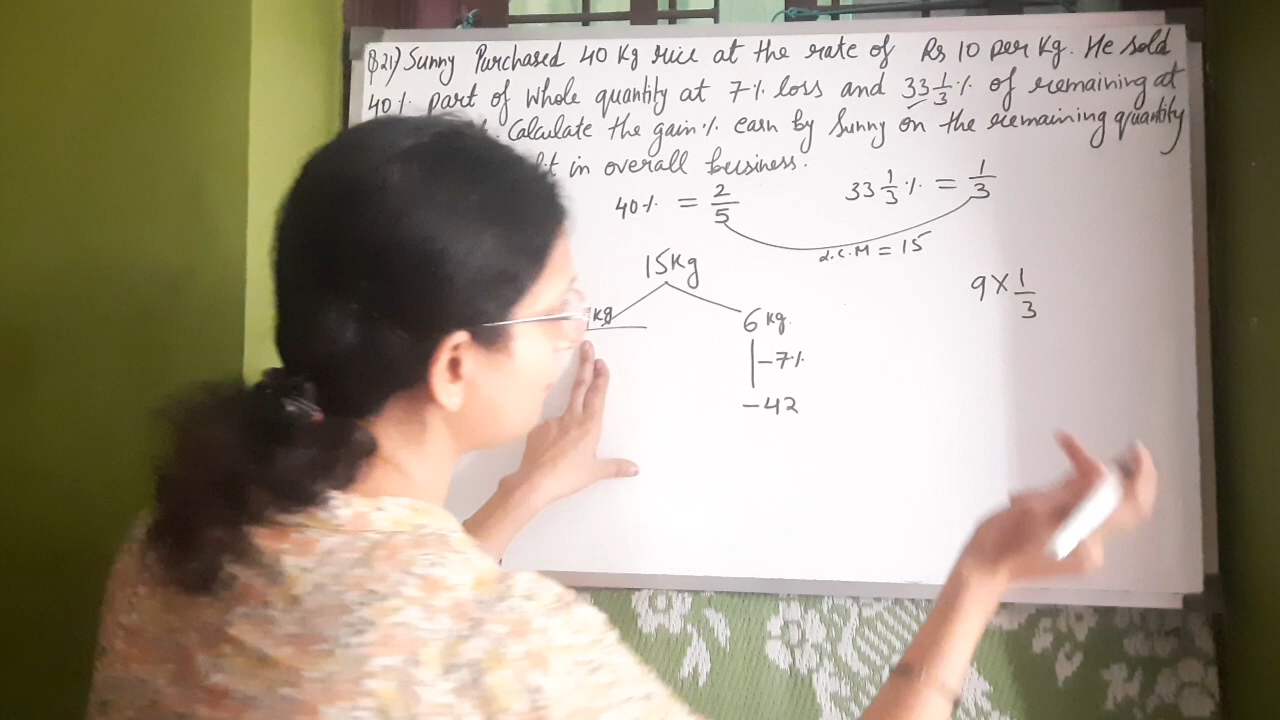 Q21) Sunny Purchased 40 Kg rice at the rate of Rs 10 per Kg. He sold
40% part of whole quantity at 7% loss and 33 1/3 % of remaining at
Calculate the gain% earn by Sunny on the remaining quantity
in overall business.
40% = 2/5 33 1/3 % = 1/3
L.C.M = 15
15Kg
9 × 1/3
kg 6 kg.
-7%
-42